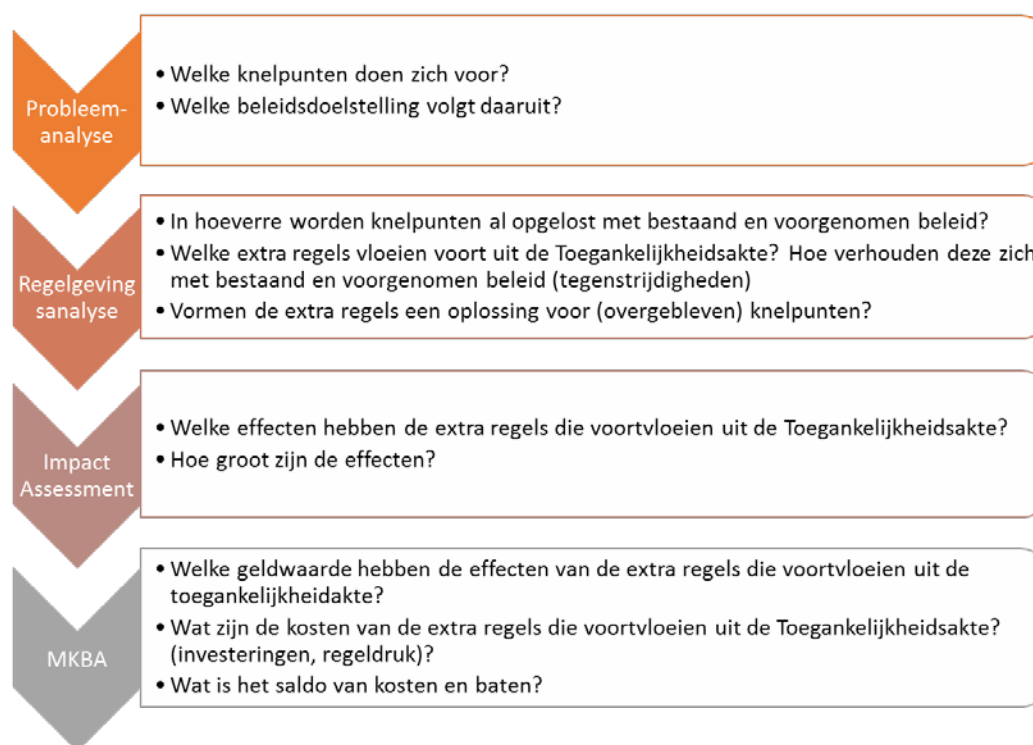 Probleem-
analyse
• Welke knelpunten doen zich voor?
• Welke beleidsdoelstelling volgt daaruit?
Regelgeving
sanalyse
• In hoeverre worden knelpunten al opgelost met bestaand en voorgenomen beleid?
• Welke extra regels vloeien voort uit de Toegankelijkheidsakte? Hoe verhouden deze zich
met bestaand en voorgenomen beleid (tegenstrijdigheden)
• Vormen de extra regels een oplossing voor (overgebleven) knelpunten?
Impact
Assessment
• Welke effecten hebben de extra regels die voortvloeien uit de Toegankelijkheidsakte?
• Hoe groot zijn de effecten?
MKBA
• Welke geldwaarde hebben de effecten van de extra regels die voortvloeien uit de
toegankelijkheidakte?
• Wat zijn de kosten van de extra regels die voortvloeien uit de Toegankelijkheidsakte?
(investeringen, regeldruk)?
• Wat is het saldo van kosten en baten?